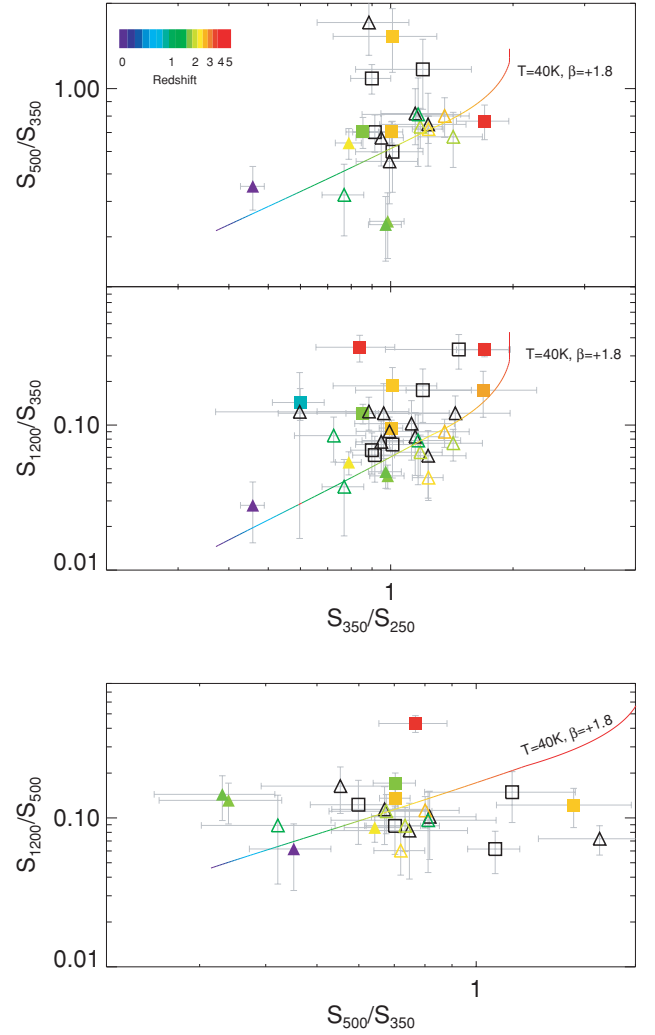 0 1 2 3 4 5
Redshift
T=40K, β=+1.8
1.00
S500/S350
T=40K, β=+1.8
0.10
S1200/S350
0.01
1
S350/S250
T=40K, β=+1.8
0.10
S1200/S500
0.01
1
S500/S350